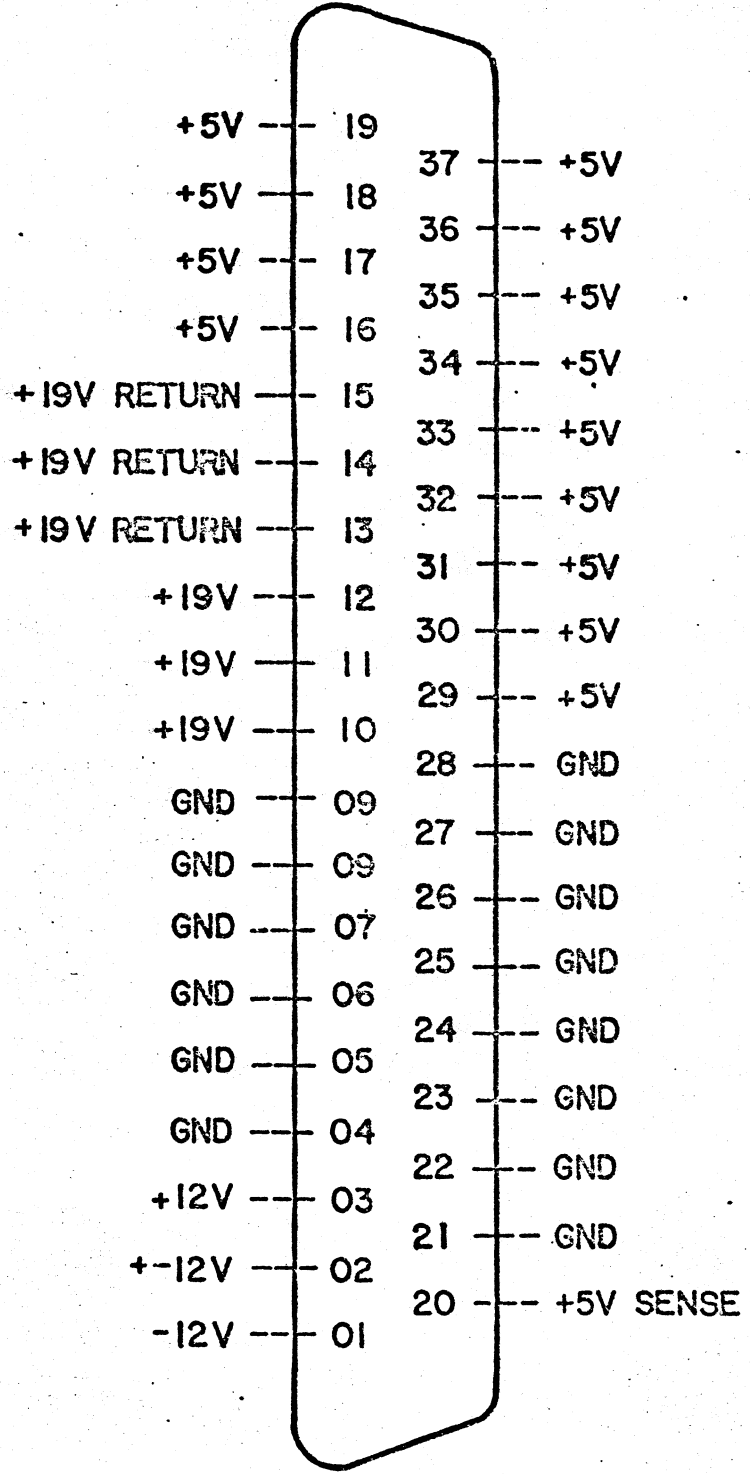 +5V 19
37 +5V
+5V 18
36 +5V
+5V 17
35 +5V
+5V 16
34 +5V
+19V RETURN 15
33 +5V
+19V RETURN 14
32 +5V
+19V RETURN 13
31 +5V
+19V 12
30 +5V
+19V 11
29 +5V
+19V 10
28 GND
GND 09
27 GND
GND 09
26 GND
GND 07
25 GND
GND 06
24 GND
GND 05
23 GND
GND 04
22 GND
+12V 03
21 GND
+-12V 02
20 +5V SENSE
-12V 01